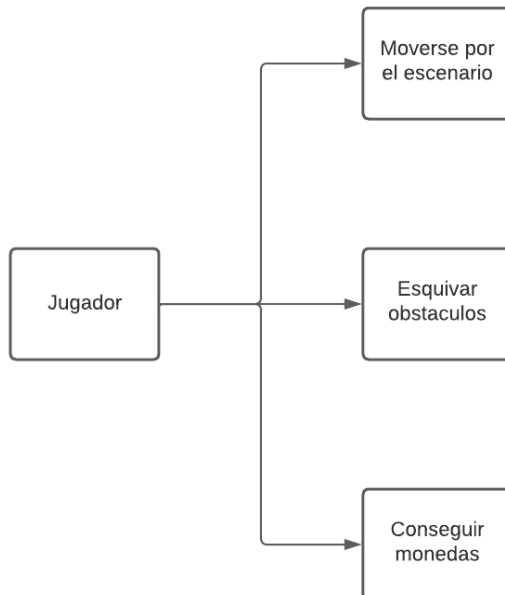 Moverse por
el escenario
Jugador
Esquivar
obstaculos
Conseguir
monedas